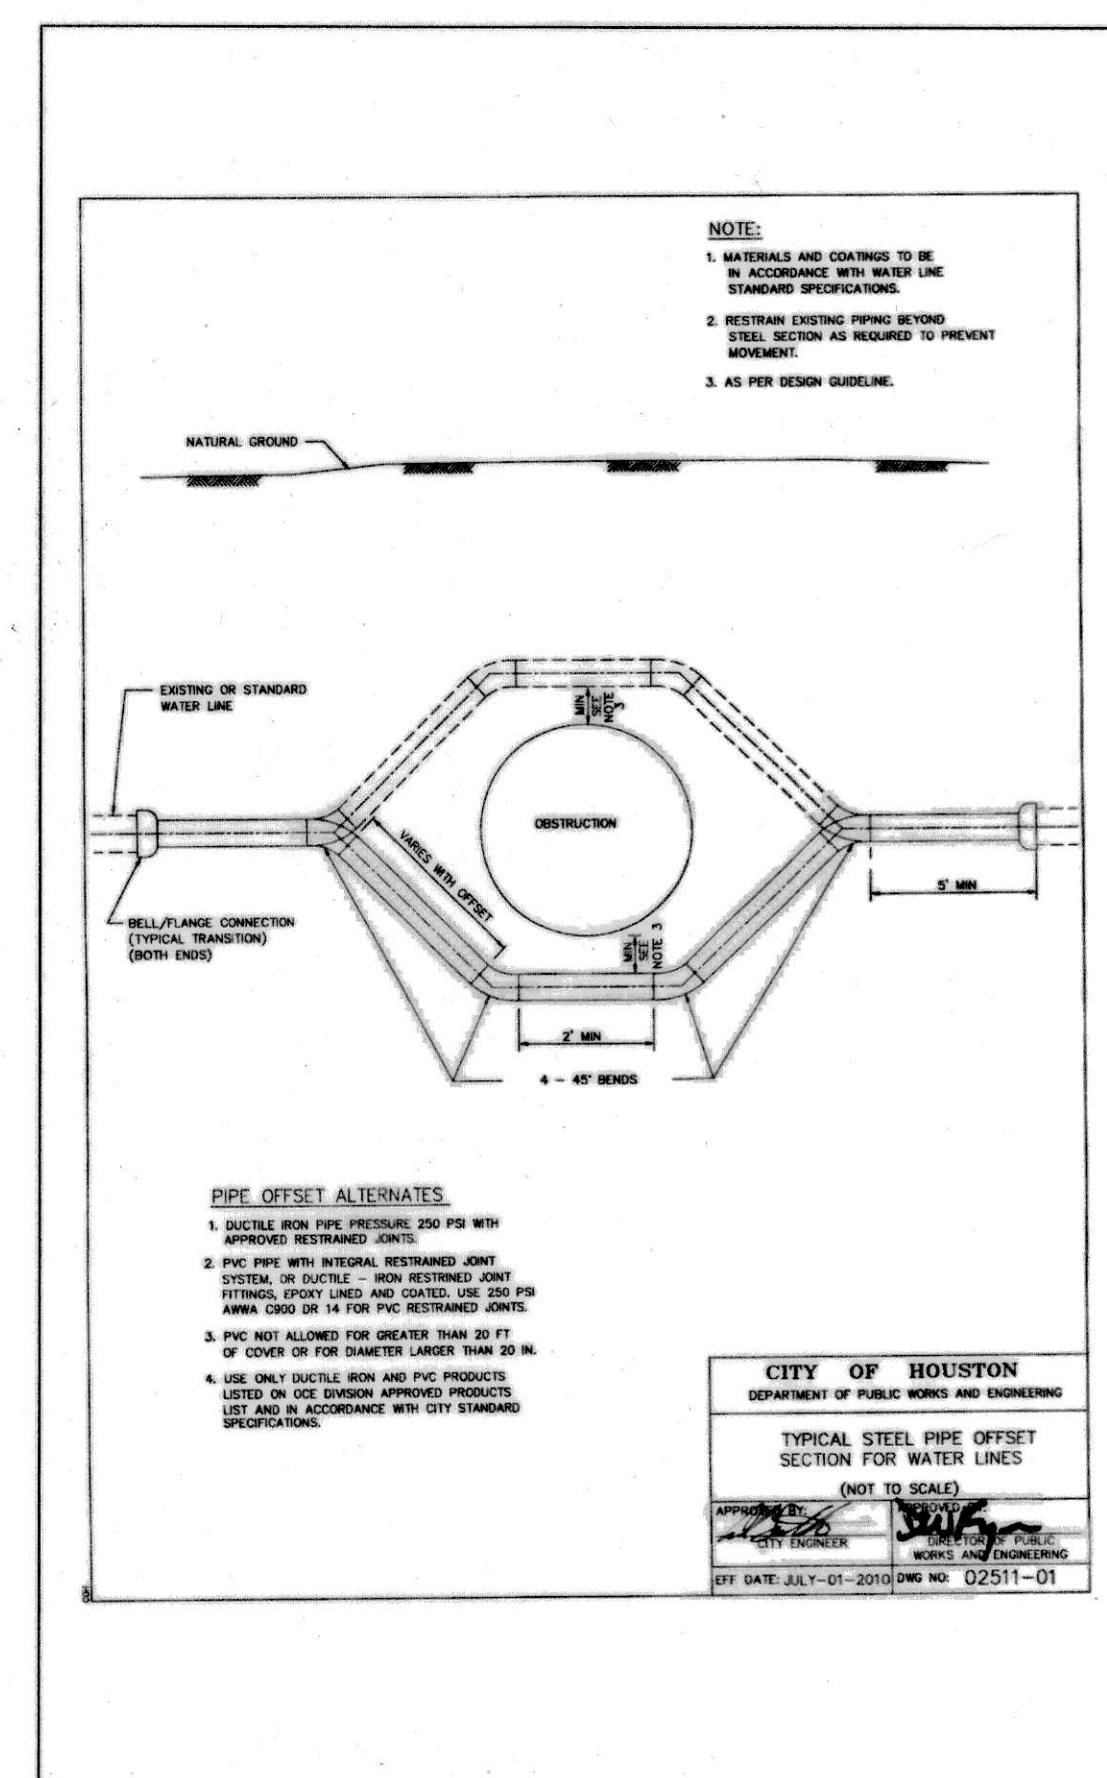 NOTE:
1. MATERIALS AND COATINGS TO BE
IN ACCORDANCE WITH WATER LINE
STANDARD SPECIFICATIONS.
2. RESTRAIN EXISTING PIPING BEYOND
STEEL SECTION AS REQUIRED TO PREVENT
MOVEMENT.
3. AS PER DESIGN GUIDELINE.
NATURAL GROUND
EXISTING OR STANDARD
WATER LINE
MIN
SEE
NOTE
3
OBSTRUCTION
VARIES WITH OFFSET
5' MIN
BELL/FLANGE CONNECTION
(TYPICAL TRANSITION)
(BOTH ENDS)
MIN
SEE
NOTE 3
2' MIN
4 - 45° BENDS
PIPE OFFSET ALTERNATES
1. DUCTILE IRON PIPE PRESSURE 250 PSI WITH
APPROVED RESTRAINED JOINTS.
2. PVC PIPE WITH INTEGRAL RESTRAINED JOINT
SYSTEM, OR DUCTILE - IRON RESTRINED JOINT
FITTINGS, EPOXY LINED AND COATED. USE 250 PSI
AWWA C900 DR 14 FOR PVC RESTRAINED JOINTS.
3. PVC NOT ALLOWED FOR GREATER THAN 20 FT
OF COVER OR FOR DIAMETER LARGER THAN 20 IN.
4. USE ONLY DUCTILE IRON AND PVC PRODUCTS
LISTED ON OCE DIVISION APPROVED PRODUCTS
LIST AND IN ACCORDANCE WITH CITY STANDARD
SPECIFICATIONS.
CITY OF HOUSTON
DEPARTMENT OF PUBLIC WORKS AND ENGINEERING
TYPICAL STEEL PIPE OFFSET
SECTION FOR WATER LINES
(NOT TO SCALE)
APPROVED BY:
CITY ENGINEER
APPROVED BY:
DIRECTOR OF PUBLIC
WORKS AND ENGINEERING
EFF DATE: JULY-01-2010
DWG NO: 02511-01